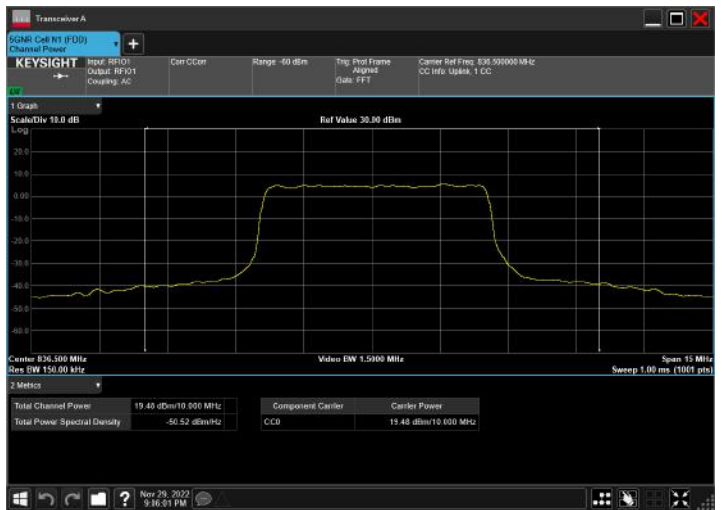 Transceiver A
5GNR Cell N1 (FDD)
Channel Power
KEYSIGHT
Input: RFIO1
Output: RFIO1
Coupling: AC
Corr CCorr
Range: -60 dBm
Trig: Prot Frame
Aligned
Gate: FFT
Carrier Ref Freq: 836.500000 MHz
CC Info: Uplink, 1 CC
1 Graph
Scale/Div 10.0 dB
Ref Value 30.00 dBm
Log
20.0
10.0
0.00
-10.0
-20.0
-30.0
-40.0
-50.0
-60.0
Center 836.500 MHz
Video BW 1.5000 MHz
Span 15 MHz
Res BW 150.00 kHz
Sweep 1.00 ms (1001 pts)
2 Metrics
Total Channel Power 19.48 dBm/10.000 MHz
Total Power Spectral Density -50.52 dBm/Hz
Component Carrier Carrier Power
CC0 19.48 dBm/10.000 MHz
?
Nov 29, 2022
9:16:01 PM